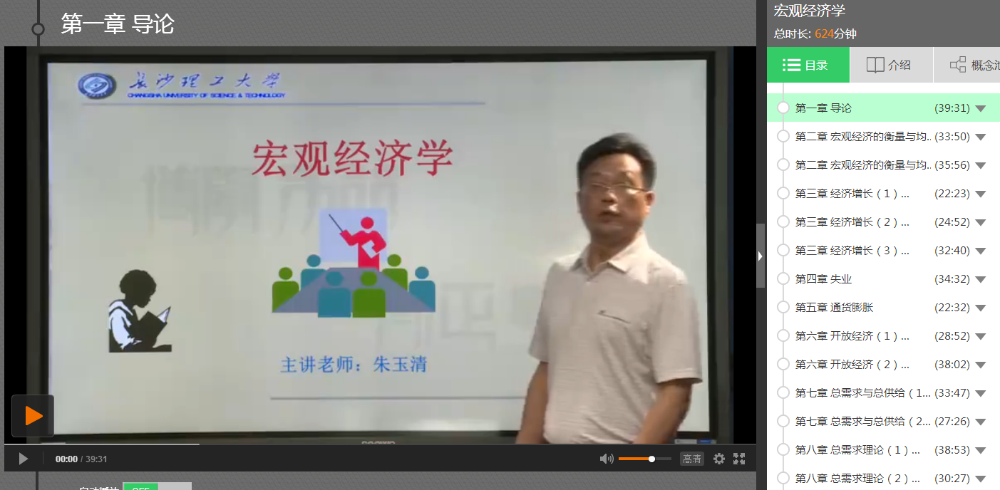 第一章 导论
長沙理工大學
CHANGSHA UNIVERSITY OF SCIENCE & TECHNOLOGY
宏观经济学
主讲老师：朱玉清
00:00 / 39:31
高清
OFF
宏观经济学
总时长: 624分钟
目录
介绍
概念池
第一章 导论 (39:31)
第二章 宏观经济的衡量与均.. (33:50)
第二章 宏观经济的衡量与均.. (35:56)
第三章 经济增长（1）... (22:23)
第三章 经济增长（2）... (24:52)
第三章 经济增长（3）... (32:40)
第四章 失业 (34:32)
第五章 通货膨胀 (22:32)
第六章 开放经济（1）... (28:52)
第六章 开放经济（2）... (38:02)
第七章 总需求与总供给（1... (33:47)
第七章 总需求与总供给（2... (27:26)
第八章 总需求理论（1）... (38:53)
第八章 总需求理论（2）... (30:27)